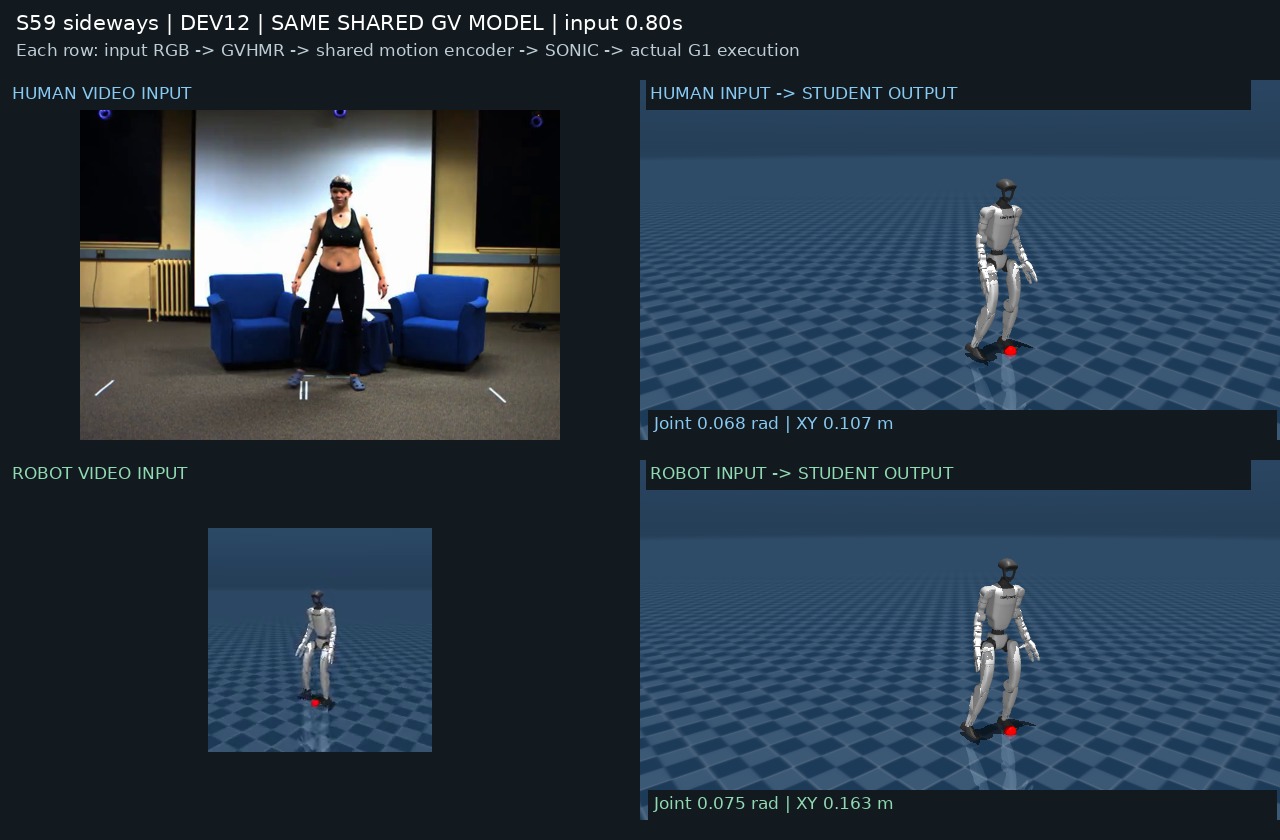 S59 sideways | DEV12 | SAME SHARED GV MODEL | input 0.80s
Each row: input RGB -> GVHMR -> shared motion encoder -> SONIC -> actual G1 execution
HUMAN VIDEO INPUT
HUMAN INPUT -> STUDENT OUTPUT
Joint 0.068 rad | XY 0.107 m
ROBOT VIDEO INPUT
ROBOT INPUT -> STUDENT OUTPUT
Joint 0.075 rad | XY 0.163 m